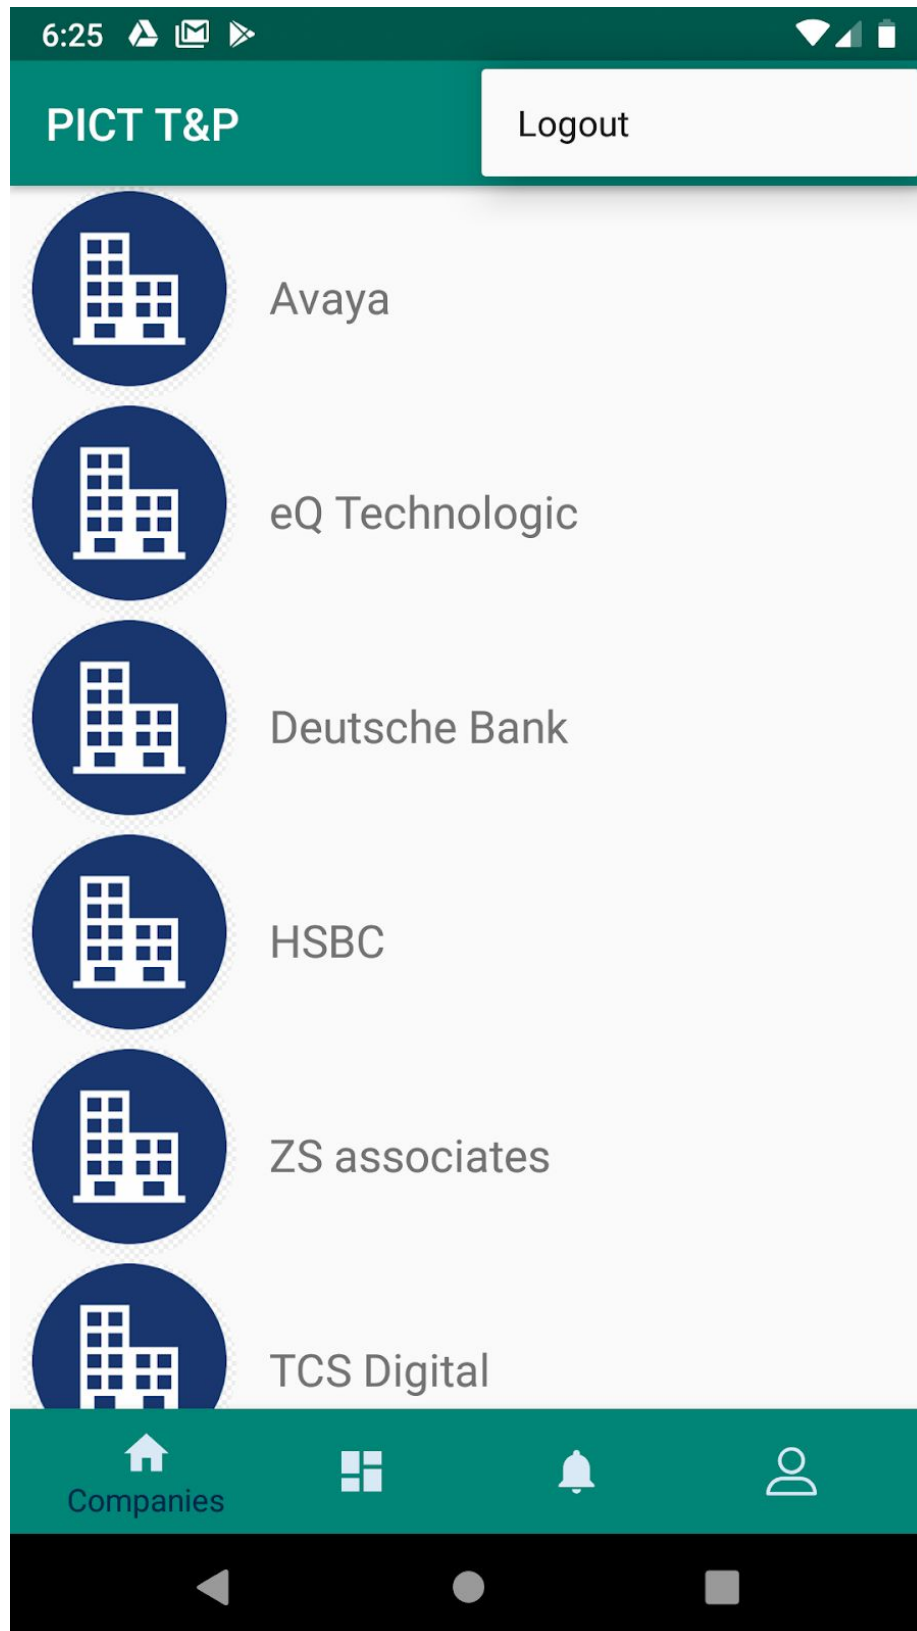 6:25
PICT T&P
Logout
Avaya
eQ Technologic
Deutsche Bank
HSBC
ZS associates
TCS Digital
Companies